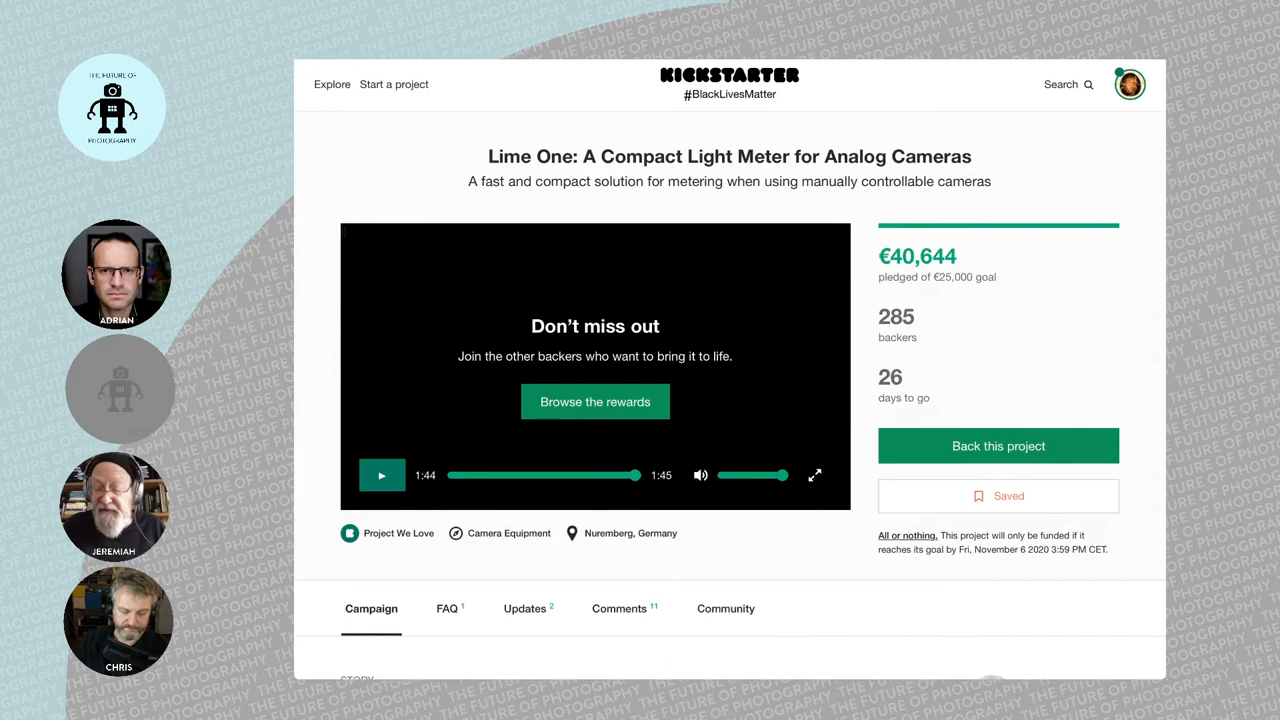 THE FUTURE OF
PHOTOGRAPHY
ADRIAN
JEREMIAH
CHRIS
Explore Start a project
KICKSTARTER
#BlackLivesMatter
Search
Lime One: A Compact Light Meter for Analog Cameras
A fast and compact solution for metering when using manually controllable cameras
Don’t miss out
Join the other backers who want to bring it to life.
Browse the rewards
1:44
1:45
Project We Love
Camera Equipment
Nuremberg, Germany
€40,644
pledged of €25,000 goal
285
backers
26
days to go
Back this project
Saved
All or nothing. This project will only be funded if it
reaches its goal by Fri, November 6 2020 3:59 PM CET.
Campaign
FAQ 1
Updates 2
Comments 11
Community
STORY
THE FUTURE OF PHOTOGRAPHY